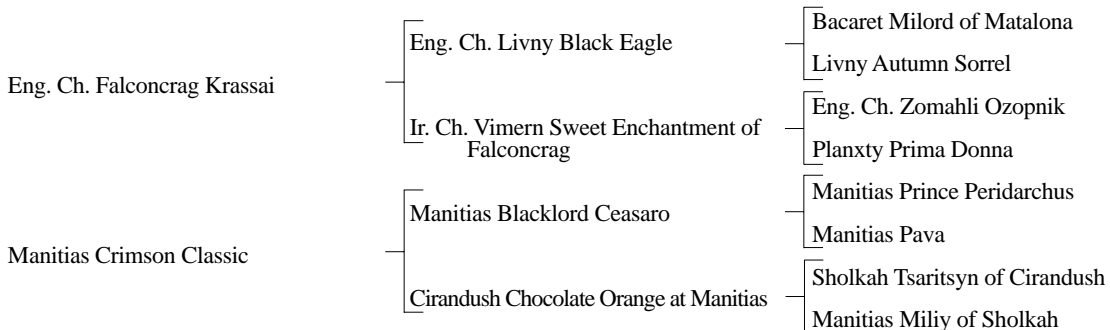 Bacaret Milord of Matalona
Eng. Ch. Livny Black Eagle
Livny Autumn Sorrel
Eng. Ch. Falconcrag Krassai
Eng. Ch. Zomahli Ozopnik
Ir. Ch. Vimern Sweet Enchantment of
Falconcrag
Planxty Prima Donna
Manitias Prince Peridarchus
Manitias Blacklord Ceasaro
Manitias Pava
Manitias Crimson Classic
Sholkah Tsaritsyn of Cirandush
Cirandush Chocolate Orange at Manitias
Manitias Miliy of Sholkah